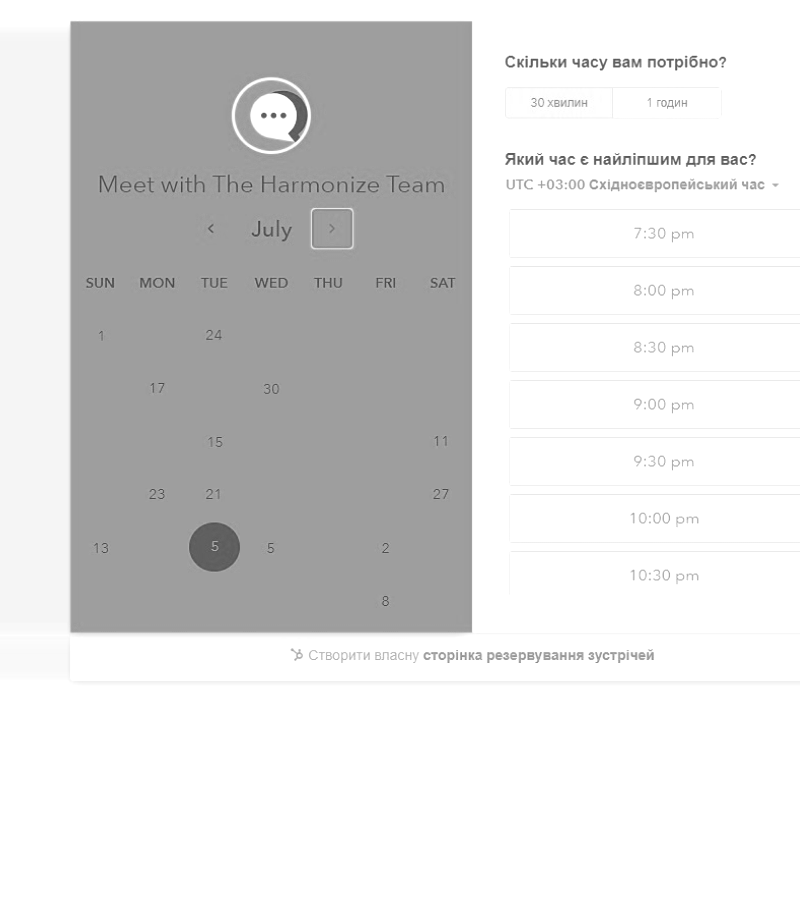 Meet with The Harmonize Team
July
SUN MON TUE WED THU FRI SAT
1 24
17 30
15 11
23 21 27
13 5 5 2
8
Скільки часу вам потрібно?
30 хвилин 1 годин
Який час є найліпшим для вас?
UTC +03:00 Східноєвропейський час
7:30 pm
8:00 pm
8:30 pm
9:00 pm
9:30 pm
10:00 pm
10:30 pm
Створити власну сторінка резервування зустрічей